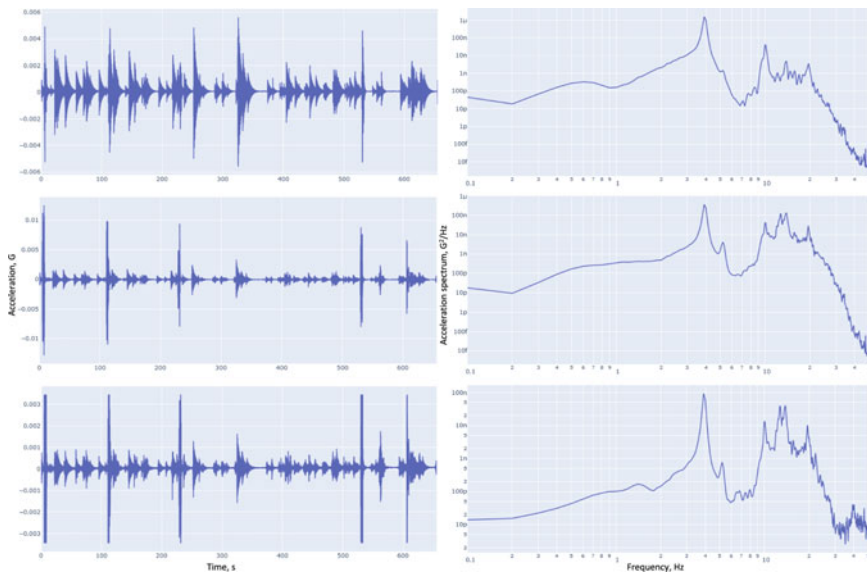 0.006
0.004
0.002
0
−0.002
−0.004
−0.006
0 100 200 300 400 500 600
1μ
100n
10n
1n
100p
10p
1p
100f
10f
0.1 2 3 4 5 6 7 8 9 1 2 3 4 5 6 7 8 9 10 2 3 4
Acceleration, G
0.01
0.005
0
−0.005
−0.01
0 100 200 300 400 500 600
Acceleration spectrum, G²/Hz
1μ
100n
10n
1n
100p
10p
1p
100f
10f
0.1 2 3 4 5 6 7 8 9 1 2 3 4 5 6 7 8 9 10 2 3 4
0.003
0.002
0.001
0
−0.001
−0.002
−0.003
0 100 200 300 400 500 600
Time, s
100n
10n
1n
100p
10p
0.1 2 3 4 5 6 7 8 9 1 2 3 4 5 6 7 8 9 10 2 3 4
Frequency, Hz